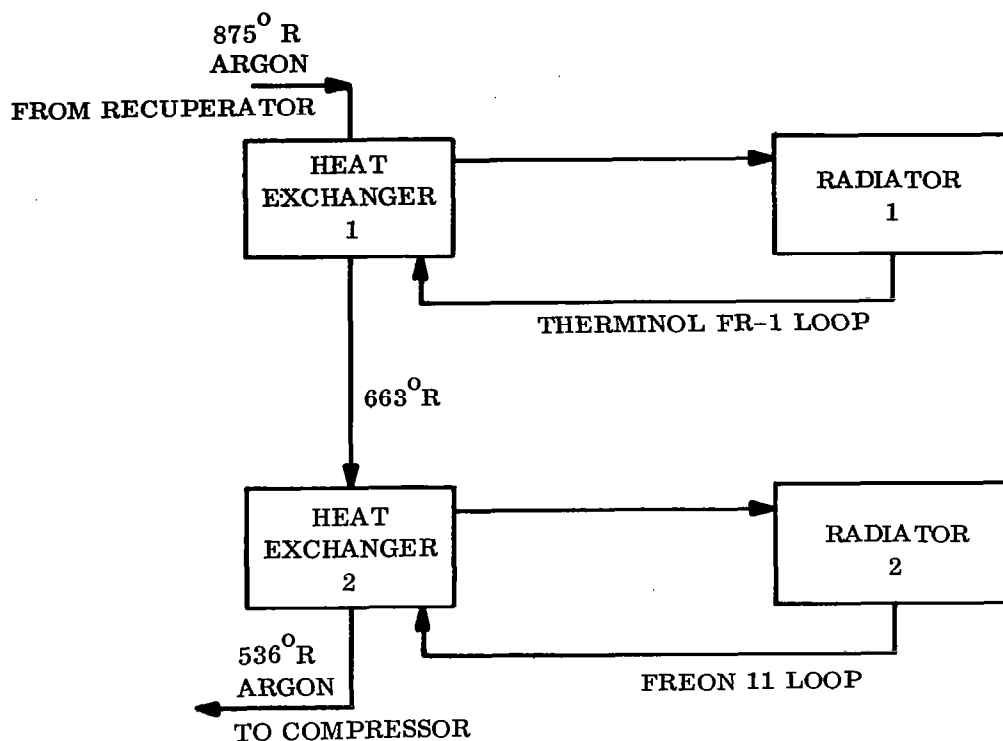 875° R
ARGON
FROM RECUPERATOR
HEAT
EXCHANGER
1
RADIATOR
1
THERMINOL FR-1 LOOP
663°R
HEAT
EXCHANGER
2
RADIATOR
2
536°R
ARGON
TO COMPRESSOR
FREON 11 LOOP